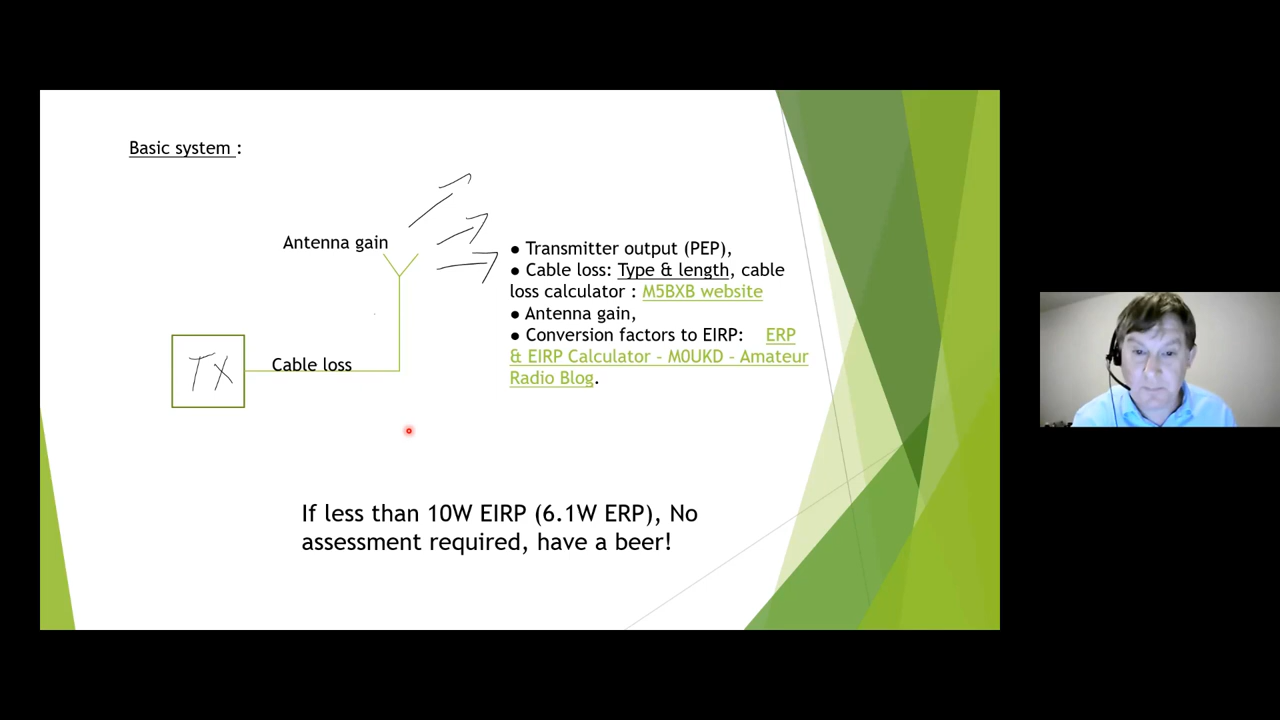 Basic system :
Antenna gain
● Transmitter output (PEP),
● Cable loss: Type & length, cable
loss calculator : M5BXB website
● Antenna gain,
● Conversion factors to EIRP: ERP
& EIRP Calculator - M0UKD - Amateur
Radio Blog.
TX
Cable loss
If less than 10W EIRP (6.1W ERP), No
assessment required, have a beer!